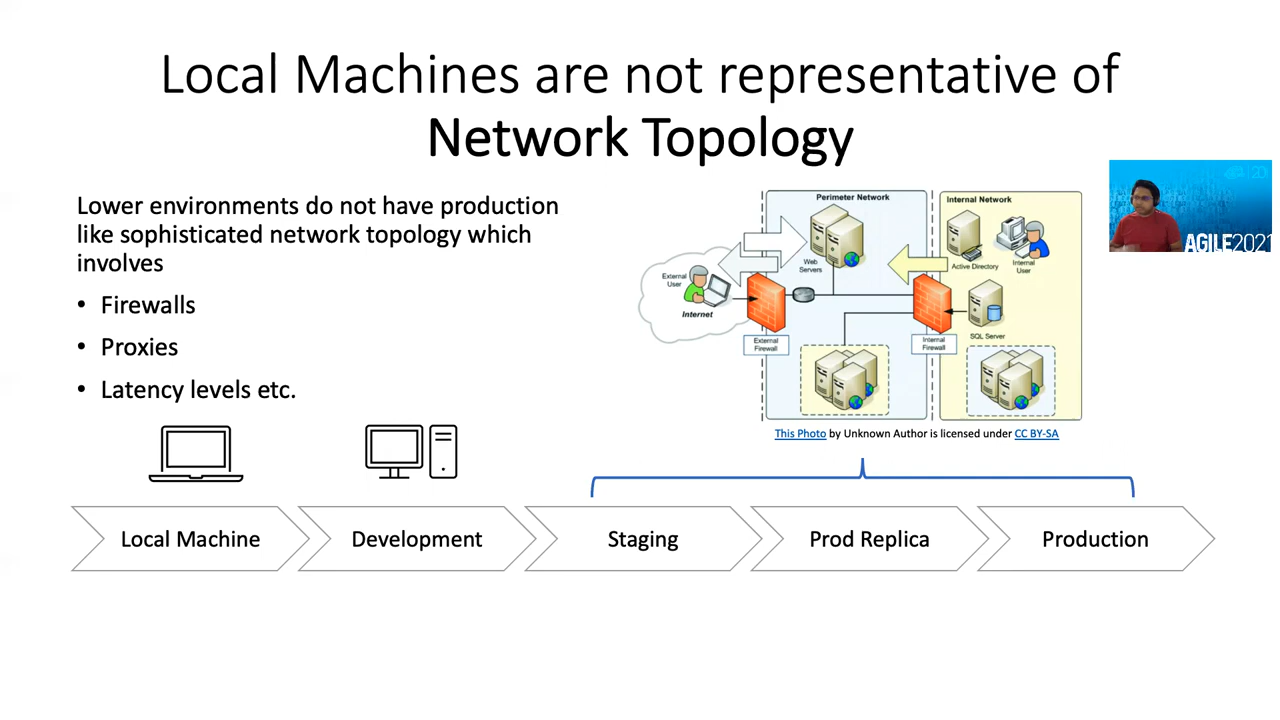 Local Machines are not representative of
Network Topology
Lower environments do not have production
like sophisticated network topology which
involves
• Firewalls
• Proxies
• Latency levels etc.
Perimeter Network
Internal Network
Web
Servers
Active Directory
Internal
User
External
User
Internet
External
Firewall
Internal
Firewall
SQL Server
This Photo by Unknown Author is licensed under CC BY-SA
AGILE2021
Local Machine
Development
Staging
Prod Replica
Production